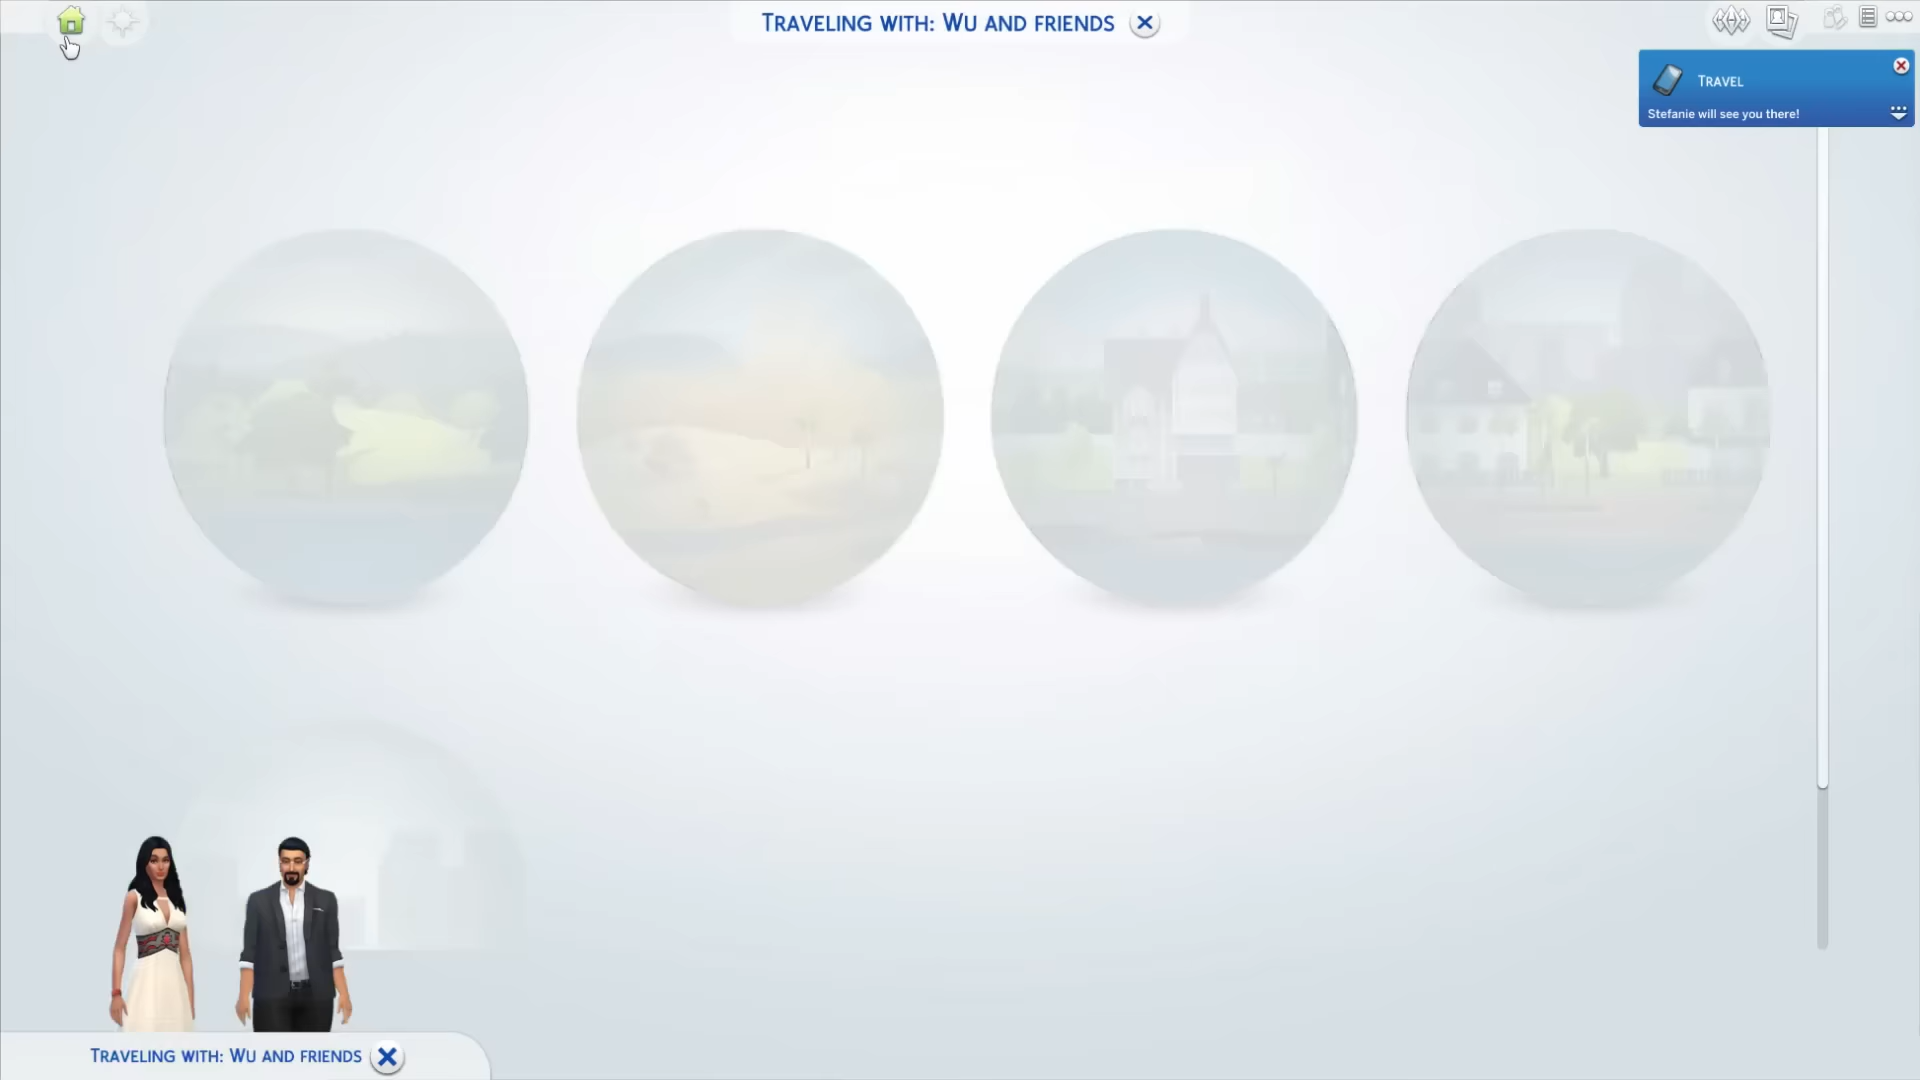 Traveling with: Wu and friends
Travel
Stefanie will see you there!
Traveling with: Wu and friends